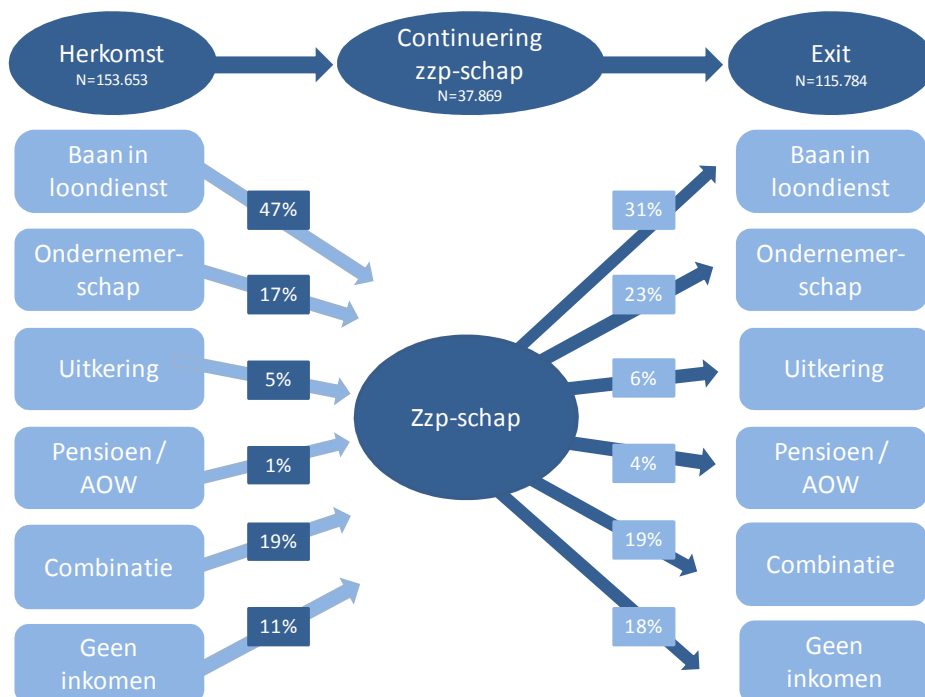 Herkomst
N=153.653
Continuering
zzp-schap
N=37.869
Exit
N=115.784
Baan in
loondienst
47%
31%
Baan in
loondienst
Ondernemer-
schap
17%
23%
Ondernemer-
schap
Uitkering
5%
6%
Uitkering
Zzp-schap
Pensioen /
AOW
1%
4%
Pensioen /
AOW
Combinatie
19%
19%
Combinatie
Geen
inkomen
11%
18%
Geen
inkomen